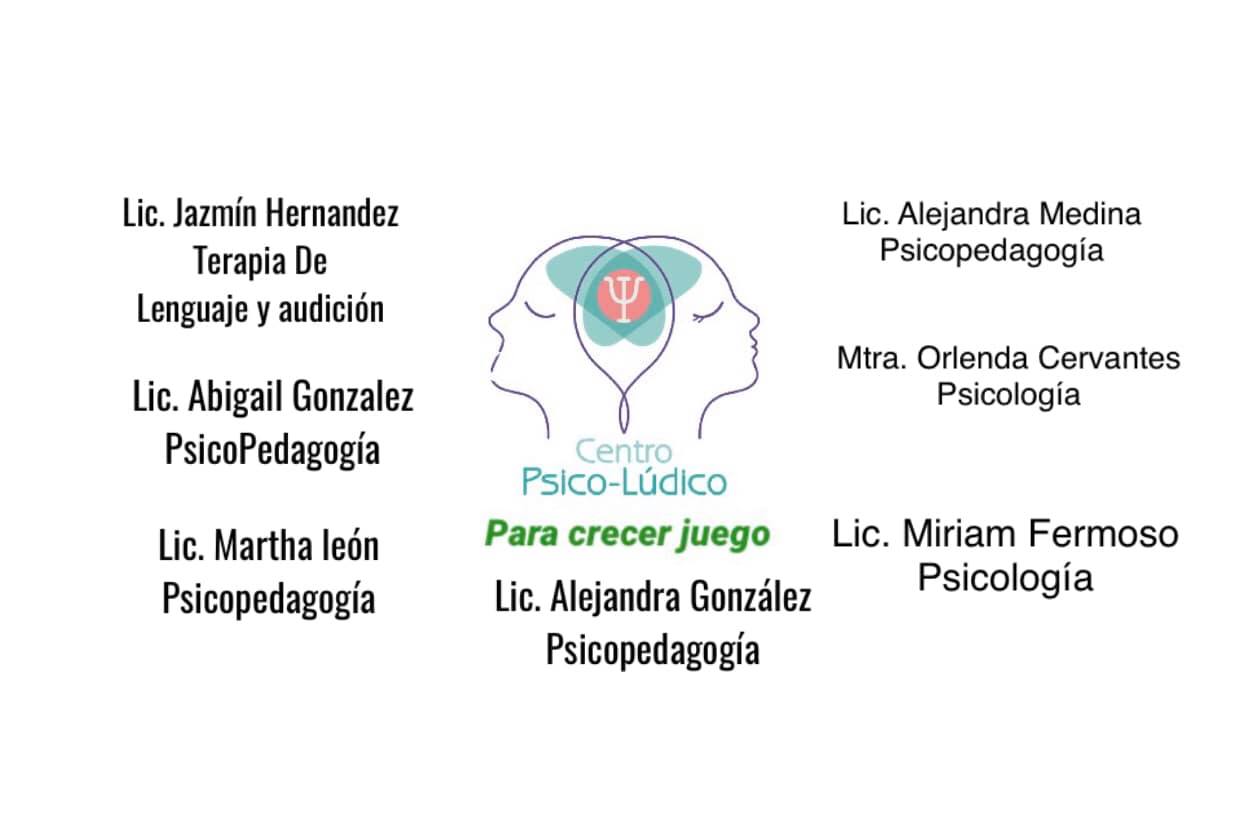 Lic. Jazmín Hernandez
Terapia De
Lenguaje y audición
Lic. Abigail Gonzalez
PsicoPedagogía
Lic. Martha león
Psicopedagogía
Ψ
Centro
Psico-Lúdico
Para crecer juego
Lic. Alejandra González
Psicopedagogía
Lic. Alejandra Medina
Psicopedagogía
Mtra. Orlenda Cervantes
Psicología
Lic. Miriam Fermoso
Psicología